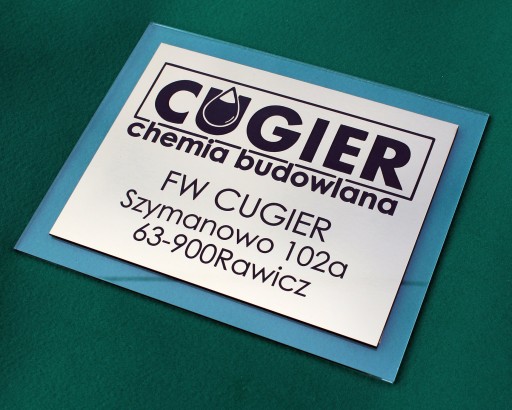 CUGIER
chemia budowlana
FW CUGIER
Szymanowo 102a
63-900Rawicz